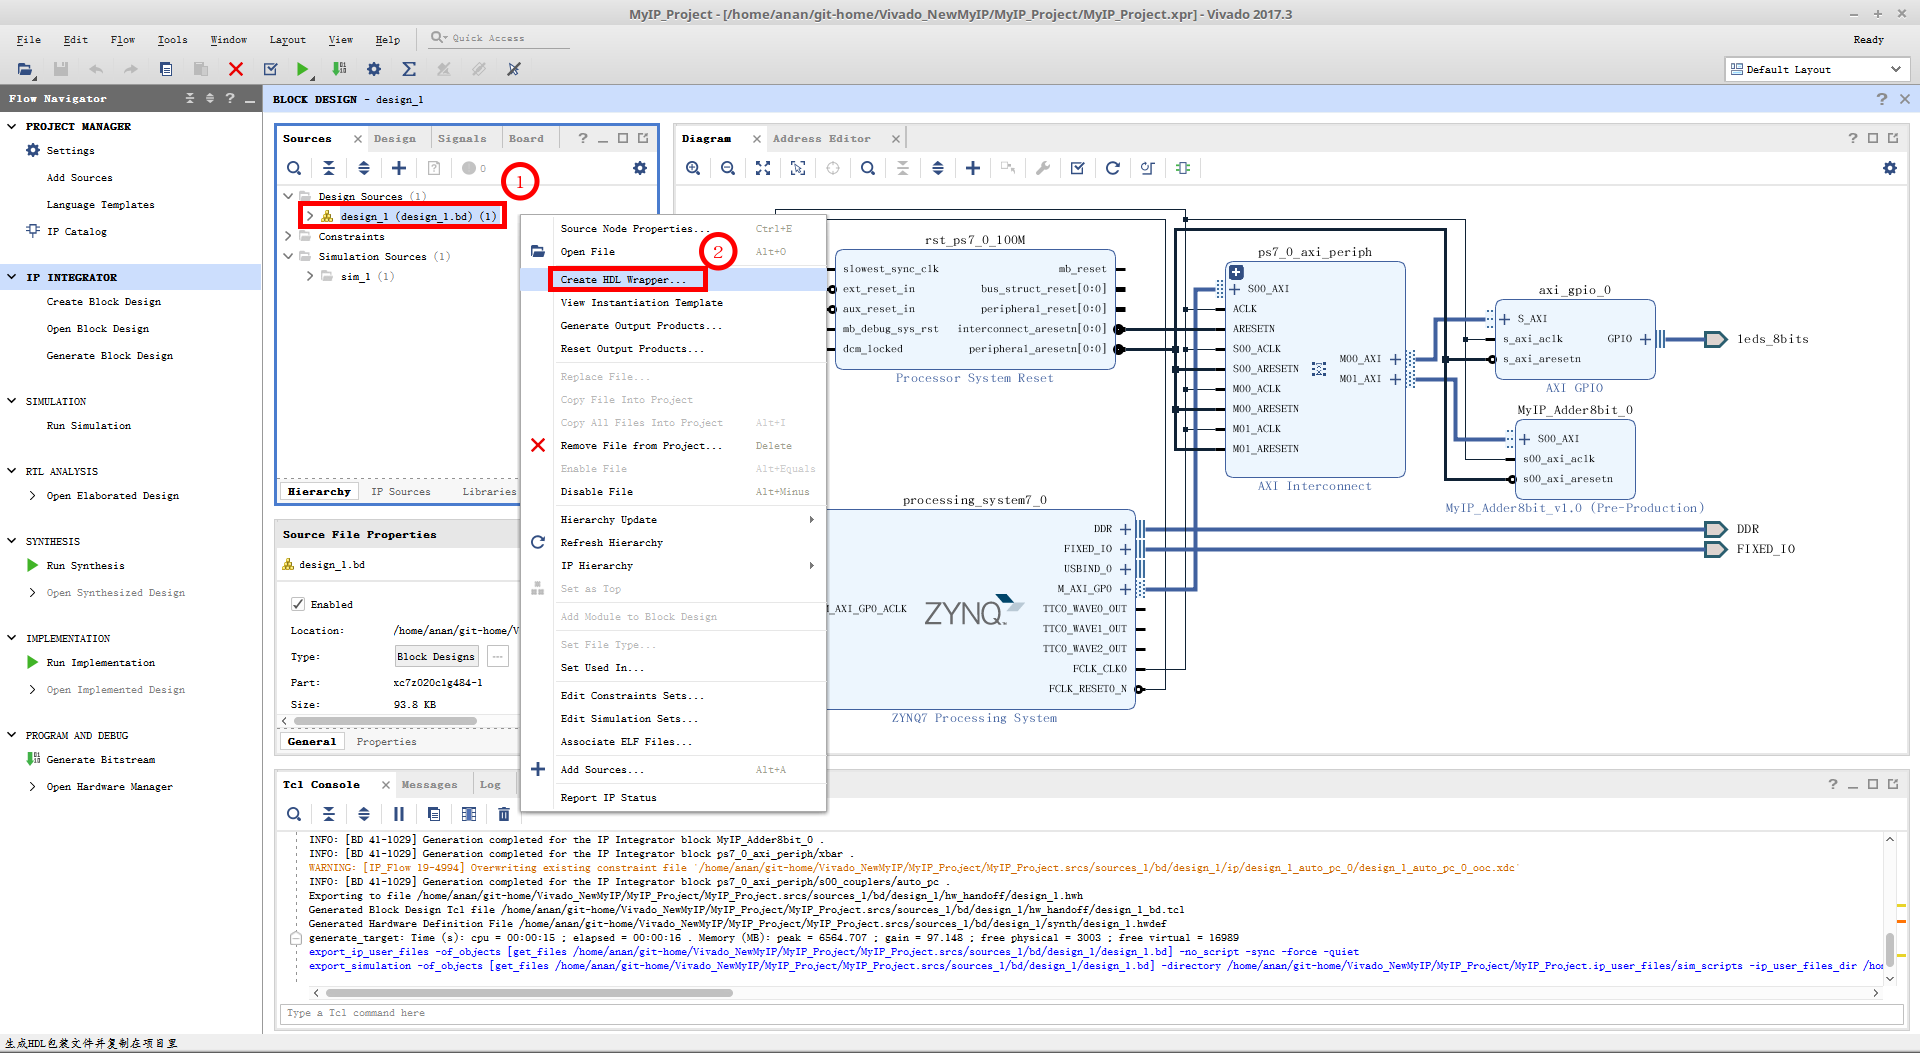 MyIP_Project - [/home/anan/git-home/Vivado_NewMyIP/MyIP_Project/MyIP_Project.xpr] - Vivado 2017.3
File Edit Flow Tools Window Layout View Help Quick Access
Ready
Default Layout
Flow Navigator
PROJECT MANAGER
Settings
Add Sources
Language Templates
IP Catalog
IP INTEGRATOR
Create Block Design
Open Block Design
Generate Block Design
SIMULATION
Run Simulation
RTL ANALYSIS
Open Elaborated Design
SYNTHESIS
Run Synthesis
Open Synthesized Design
IMPLEMENTATION
Run Implementation
Open Implemented Design
PROGRAM AND DEBUG
Generate Bitstream
Open Hardware Manager
BLOCK DESIGN - design_1
Sources Design Signals Board
0
1
Design Sources (1)
design_1 (design_1.bd) (1)
Constraints
Simulation Sources (1)
sim_1 (1)
Hierarchy IP Sources Libraries
Source File Properties
design_1.bd
Enabled
Location: /home/anan/git-home/V
Type: Block Designs
Part: xc7z020clg484-1
Size: 93.8 KB
General Properties
Source Node Properties... Ctrl+E
2
Open File Alt+O
Create HDL Wrapper...
View Instantiation Template
Generate Output Products...
Reset Output Products...
Replace File...
Copy File Into Project
Copy All Files Into Project Alt+I
Remove File from Project... Delete
Enable File Alt+Equals
Disable File Alt+Minus
Hierarchy Update
Refresh Hierarchy
IP Hierarchy
Set as Top
Add Module to Block Design
Set File Type...
Set Used In...
Edit Constraints Sets...
Edit Simulation Sets...
Associate ELF Files...
Add Sources... Alt+A
Report IP Status
Diagram Address Editor
rst_ps7_0_100M
slowest_sync_clk mb_reset
ext_reset_in bus_struct_reset[0:0]
aux_reset_in peripheral_reset[0:0]
mb_debug_sys_rst interconnect_aresetn[0:0]
dcm_locked peripheral_aresetn[0:0]
Processor System Reset
ps7_0_axi_periph
S00_AXI
ACLK
ARESETN
S00_ACLK
S00_ARESETN
M00_ACLK
M00_ARESETN
M01_ACLK
M01_ARESETN
M00_AXI
M01_AXI
AXI Interconnect
axi_gpio_0
S_AXI
s_axi_aclk GPIO
s_axi_aresetn
AXI GPIO
leds_8bits
MyIP_Adder8bit_0
S00_AXI
s00_axi_aclk
s00_axi_aresetn
MyIP_Adder8bit_v1.0 (Pre-Production)
processing_system7_0
DDR
FIXED_IO
USBIND_0
M_AXI_GP0
_AXI_GP0_ACLK ZYNQ TTC0_WAVE0_OUT
TTC0_WAVE1_OUT
TTC0_WAVE2_OUT
FCLK_CLK0
FCLK_RESET0_N
ZYNQ7 Processing System
DDR
FIXED_IO
Tcl Console Messages Log
INFO: [BD 41-1029] Generation completed for the IP Integrator block MyIP_Adder8bit_0 .
INFO: [BD 41-1029] Generation completed for the IP Integrator block ps7_0_axi_periph/xbar .
WARNING: [IP_Flow 19-4994] Overwriting existing constraint file '/home/anan/git-home/Vivado_NewMyIP/MyIP_Project/MyIP_Project.srcs/sources_1/bd/design_1/ip/design_1_auto_pc_0/design_1_auto_pc_0_ooc.xdc'
INFO: [BD 41-1029] Generation completed for the IP Integrator block ps7_0_axi_periph/s00_couplers/auto_pc .
Exporting to file /home/anan/git-home/Vivado_NewMyIP/MyIP_Project/MyIP_Project.srcs/sources_1/bd/design_1/hw_handoff/design_1.hwh
Generated Block Design Tcl file /home/anan/git-home/Vivado_NewMyIP/MyIP_Project/MyIP_Project.srcs/sources_1/bd/design_1/hw_handoff/design_1_bd.tcl
Generated Hardware Definition File /home/anan/git-home/Vivado_NewMyIP/MyIP_Project/MyIP_Project.srcs/sources_1/bd/design_1/synth/design_1.hwdef
generate_target: Time (s): cpu = 00:00:15 ; elapsed = 00:00:16 . Memory (MB): peak = 6564.707 ; gain = 97.148 ; free physical = 3003 ; free virtual = 16989
export_ip_user_files -of_objects [get_files /home/anan/git-home/Vivado_NewMyIP/MyIP_Project/MyIP_Project.srcs/sources_1/bd/design_1/design_1.bd] -no_script -sync -force -quiet
export_simulation -of_objects [get_files /home/anan/git-home/Vivado_NewMyIP/MyIP_Project/MyIP_Project.srcs/sources_1/bd/design_1/design_1.bd] -directory /home/anan/git-home/Vivado_NewMyIP/MyIP_Project/MyIP_Project.ip_user_files/sim_scripts -ip_user_files_dir /ho
Type a Tcl command here
生成HDL包装文件并复制在项目里